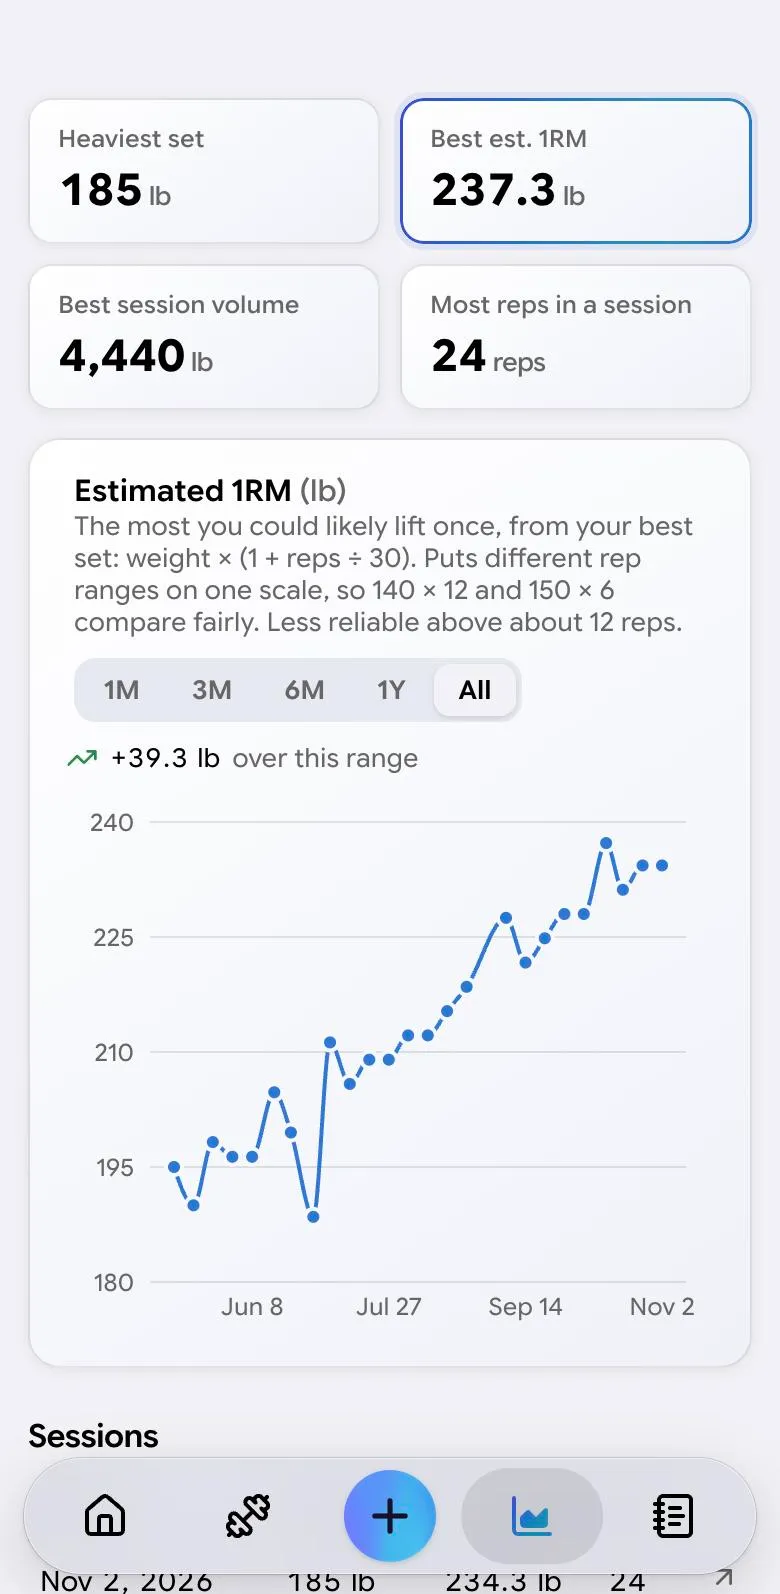 Heaviest set
Best est. 1RM
185 lb
237.3 lb
Best session volume
Most reps in a session
4,440 lb
24 reps
Estimated 1RM (lb)
The most you could likely lift once, from your best
set: weight × (1 + reps ÷ 30). Puts different rep
ranges on one scale, so 140 × 12 and 150 × 6
compare fairly. Less reliable above about 12 reps.
1M 3M 6M 1Y All
+39.3 lb over this range
240
225
210
195
180
Jun 8 Jul 27 Sep 14 Nov 2
Sessions
Nov 2, 2026 185 lb 234.3 lb 24